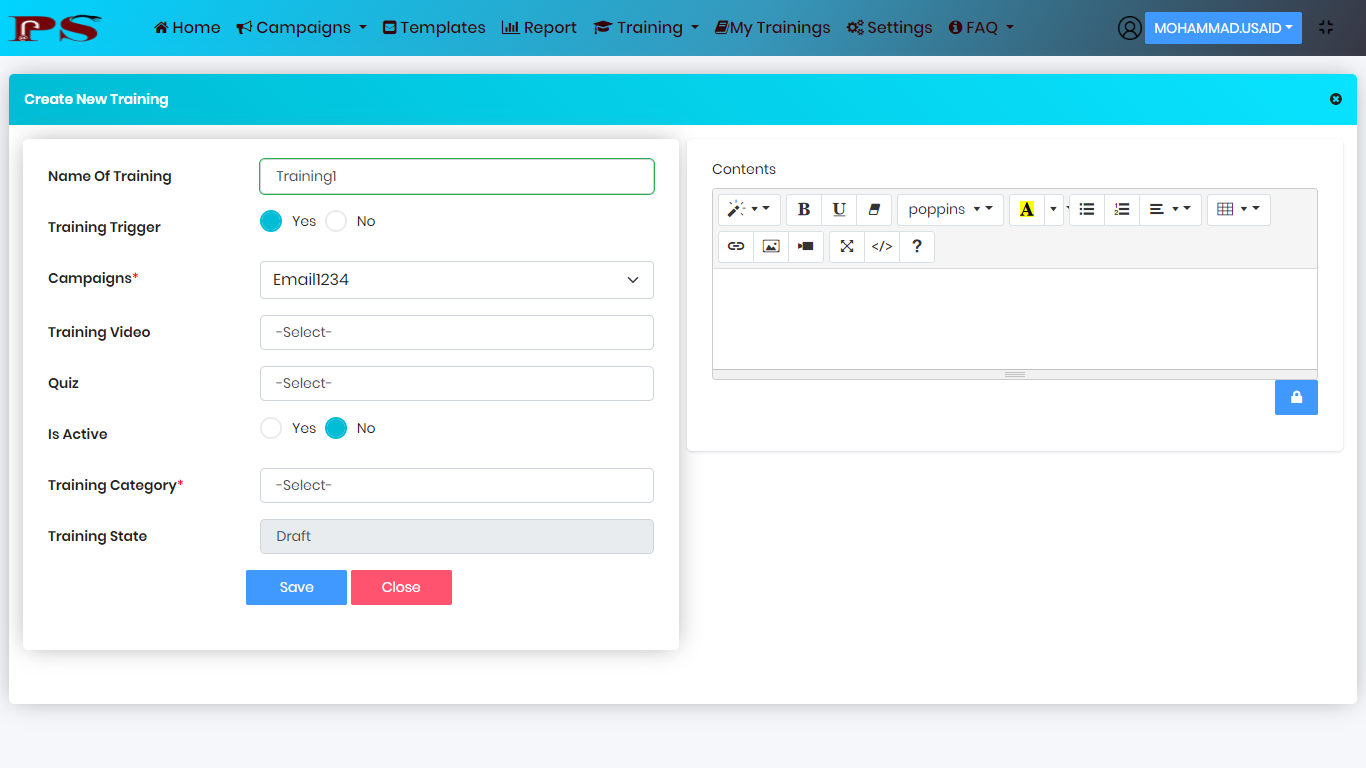 PS Home Campaigns Templates Report Training My Trainings Settings FAQ MOHAMMAD.USAID
Create New Training
Name Of Training Training1
Training Trigger Yes No
Campaigns* Email1234
Training Video -Select-
Quiz -Select-
Is Active Yes No
Training Category* -Select-
Training State Draft
Save Close
Contents
B U poppins A
</> ?